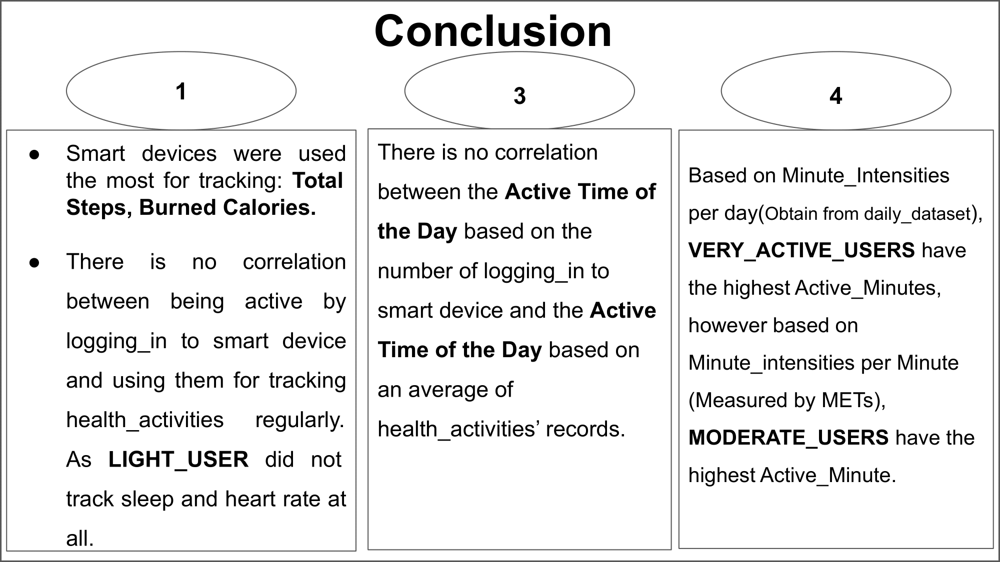 Conclusion
1
● Smart devices were used
the most for tracking: Total
Steps, Burned Calories.
● There is no correlation
between being active by
logging_in to smart device
and using them for tracking
health_activities regularly.
As LIGHT_USER did not
track sleep and heart rate at
all.
3
There is no correlation
between the Active Time of
the Day based on the
number of logging_in to
smart device and the Active
Time of the Day based on
an average of
health_activities’ records.
4
Based on Minute_Intensities
per day(Obtain from daily_dataset),
VERY_ACTIVE_USERS have
the highest Active_Minutes,
however based on
Minute_intensities per Minute
(Measured by METs),
MODERATE_USERS have the
highest Active_Minute.